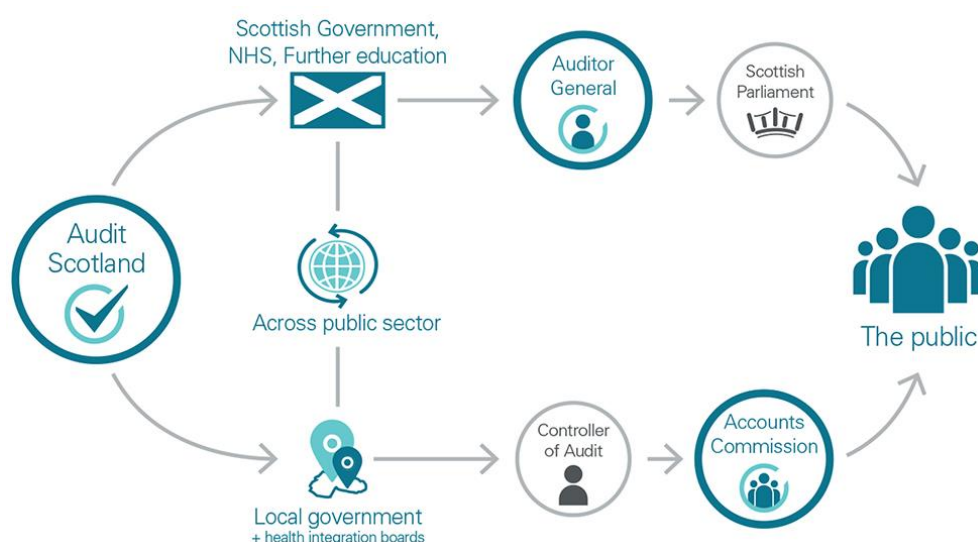 Scottish Government,
NHS, Further education
Auditor
General
Scottish
Parliament
Audit
Scotland
Across public sector
The public
Controller
of Audit
Accounts
Commission
Local government
+ health integration boards